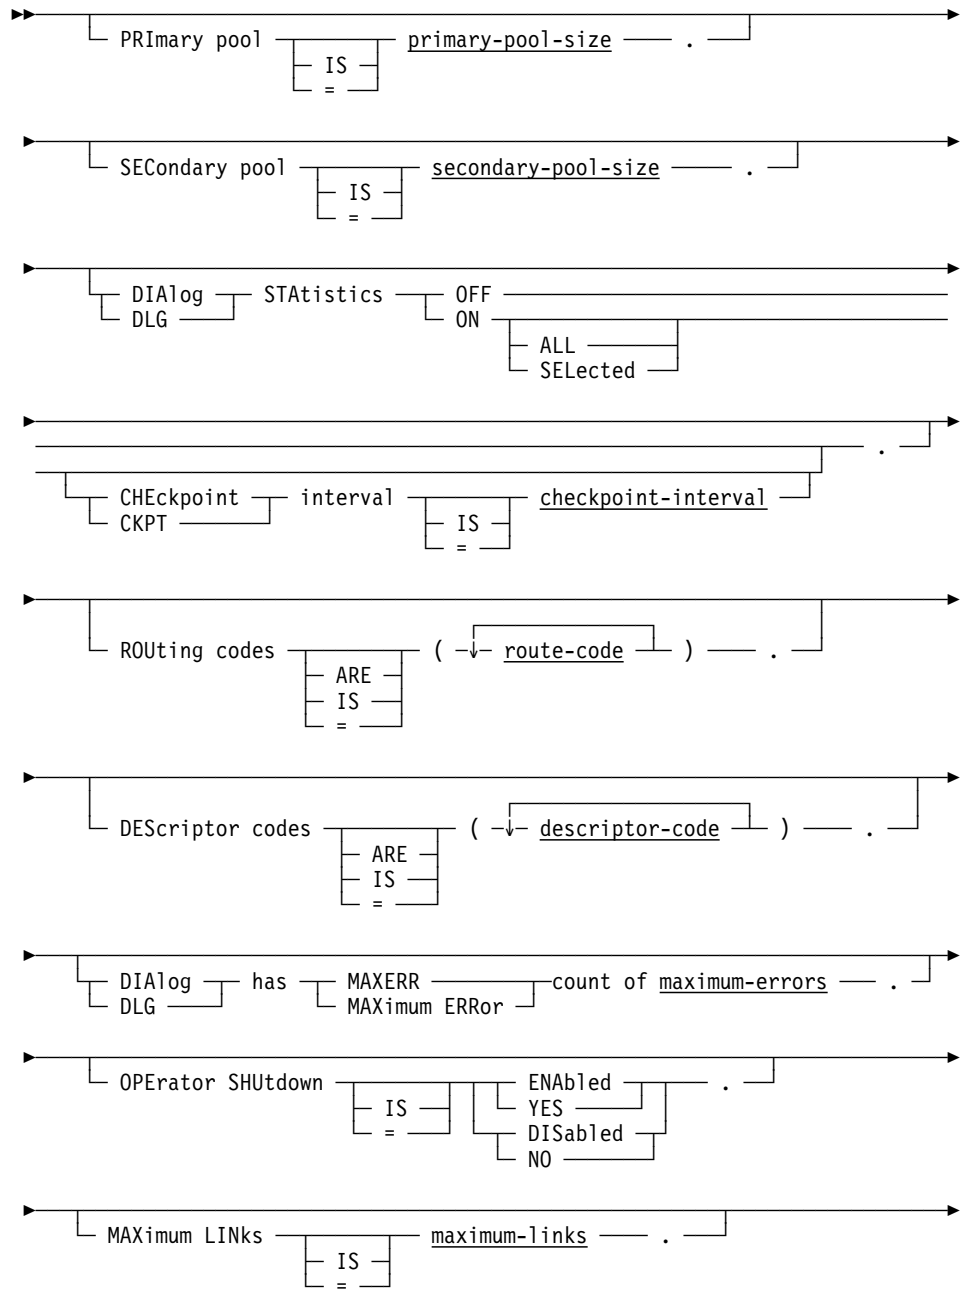 PRImary pool primary-pool-size .
IS
=
SECondary pool secondary-pool-size .
IS
=
DIAlog STAtistics OFF
DLG ON
ALL
SELected
.
CHEckpoint interval checkpoint-interval
CKPT IS
=
ROUting codes ( route-code ) .
ARE
IS
=
DEScriptor codes ( descriptor-code ) .
ARE
IS
=
DIAlog has MAXERR count of maximum-errors .
DLG MAXimum ERRor
OPErator SHUtdown ENAbled .
IS YES
= DISabled
NO
MAXimum LINks maximum-links .
IS
=